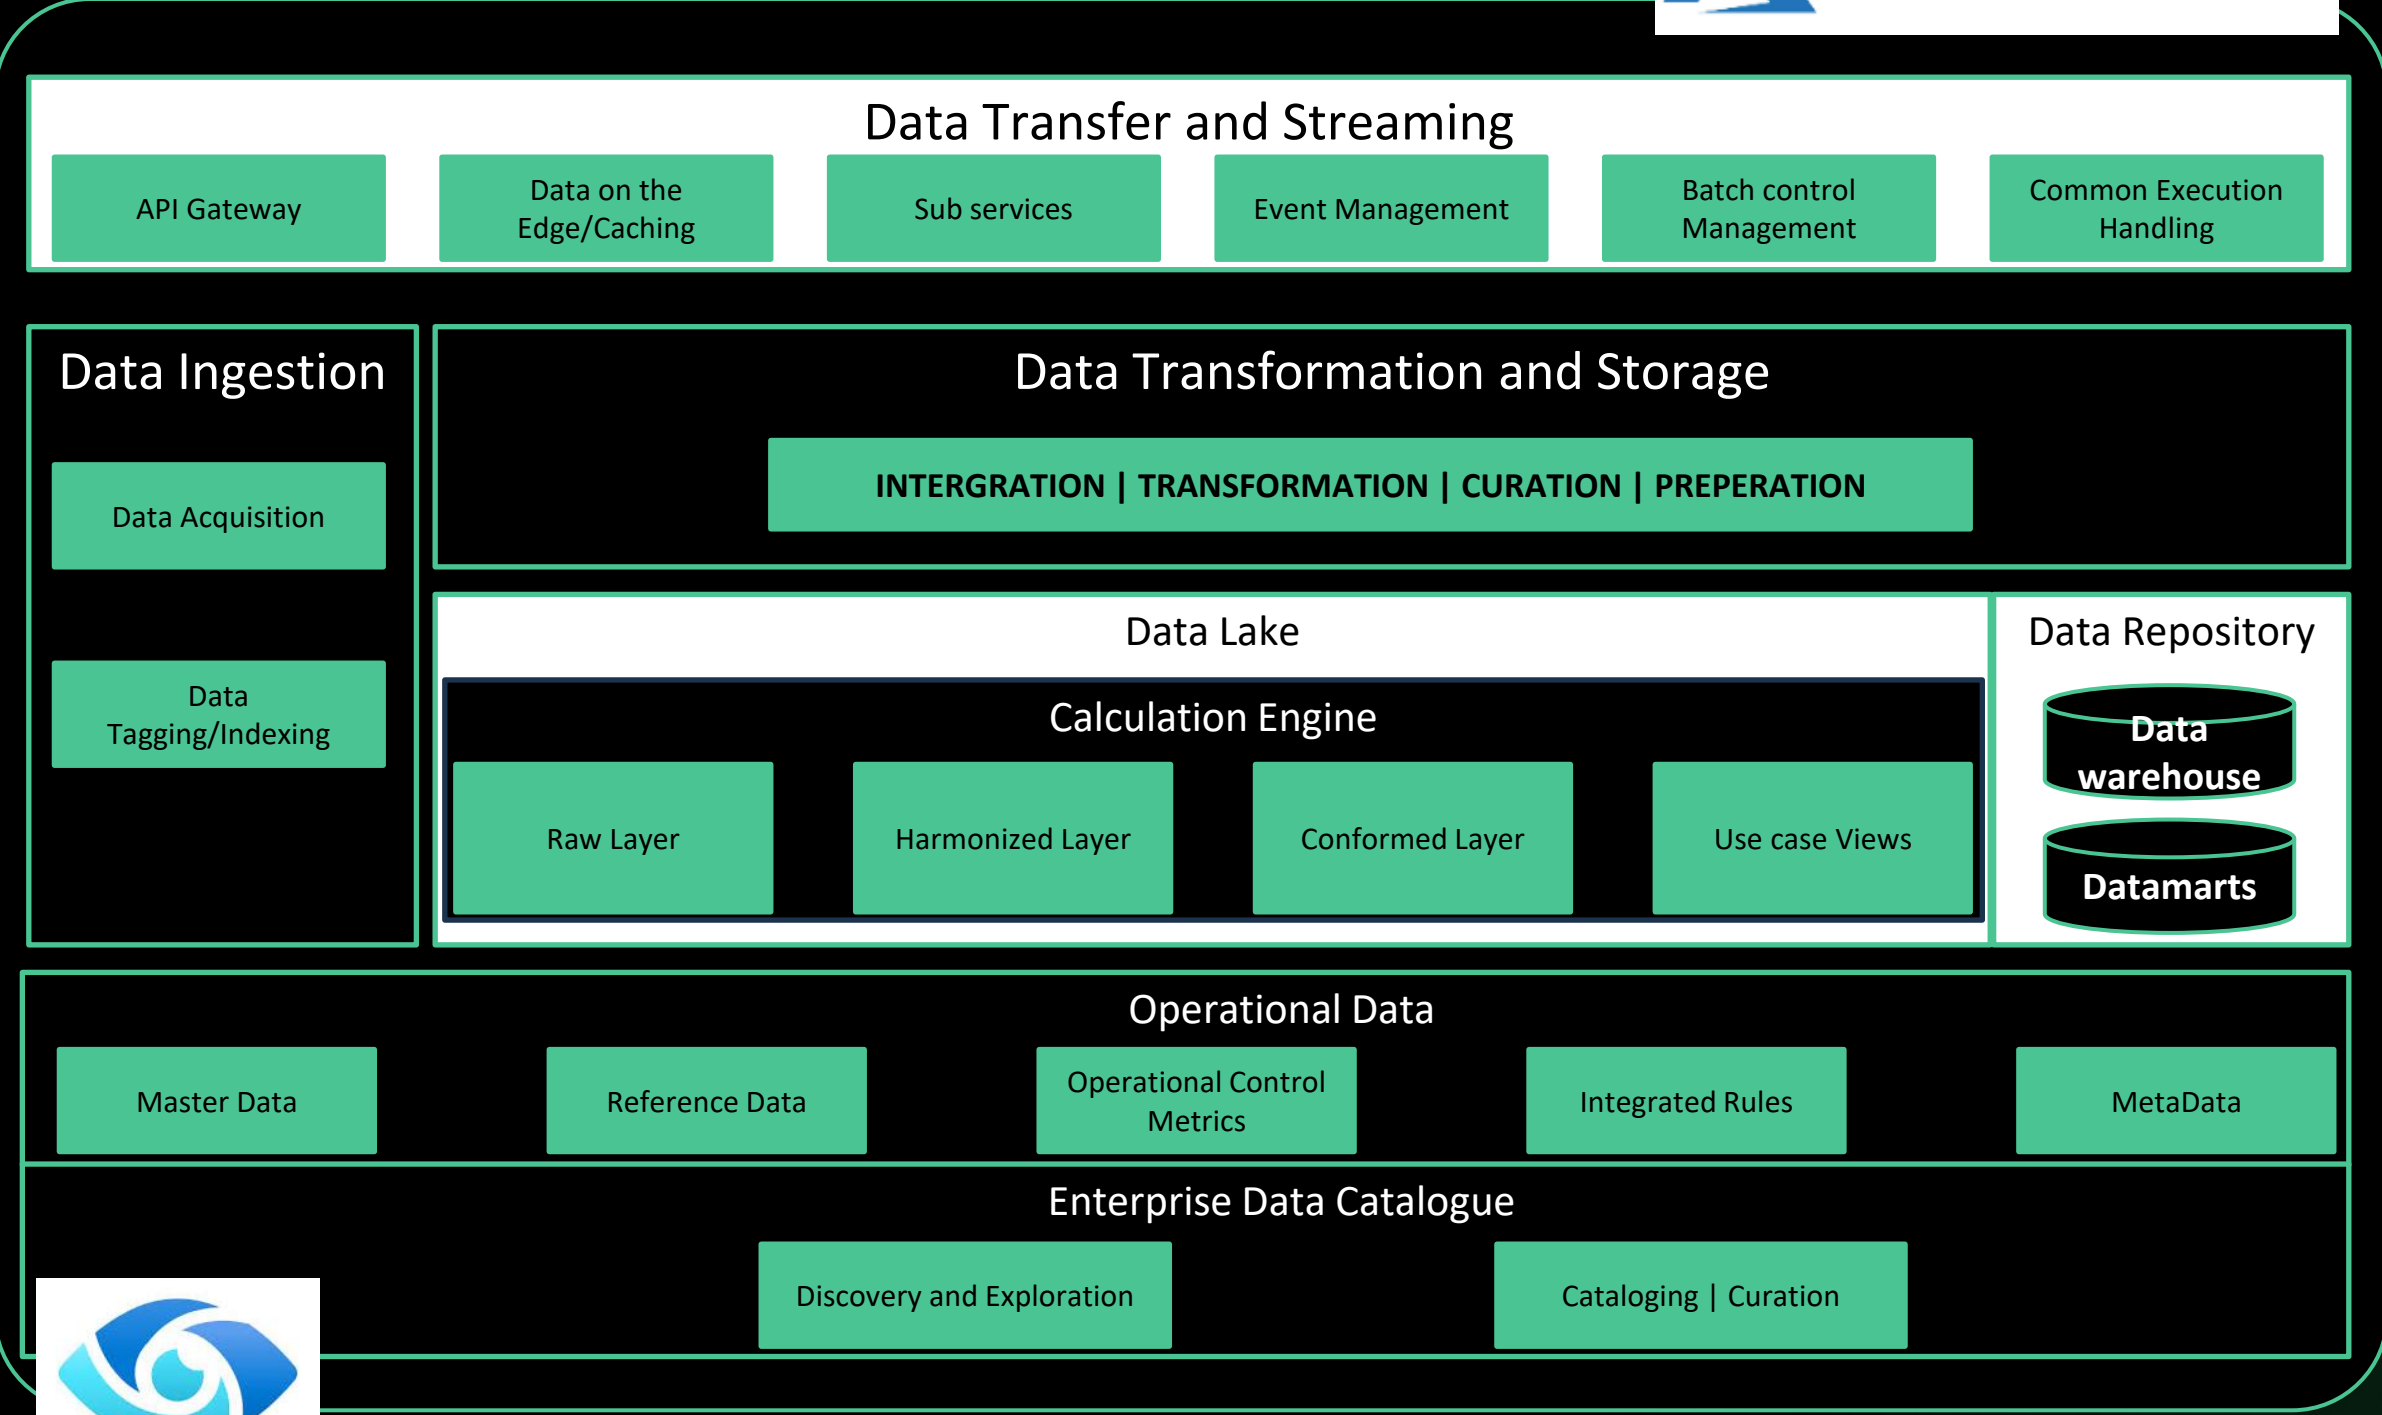 Data Transfer and Streaming
API Gateway
Data on the
Edge/Caching
Sub services
Event Management
Batch control
Management
Common Execution
Handling
Data Ingestion
Data Acquisition
Data
Tagging/Indexing
Data Transformation and Storage
INTERGRATION | TRANSFORMATION | CURATION | PREPERATION
Data Lake
Calculation Engine
Raw Layer
Harmonized Layer
Conformed Layer
Use case Views
Data Repository
Data
warehouse
Datamarts
Operational Data
Master Data
Reference Data
Operational Control
Metrics
Integrated Rules
MetaData
Enterprise Data Catalogue
Discovery and Exploration
Cataloging | Curation